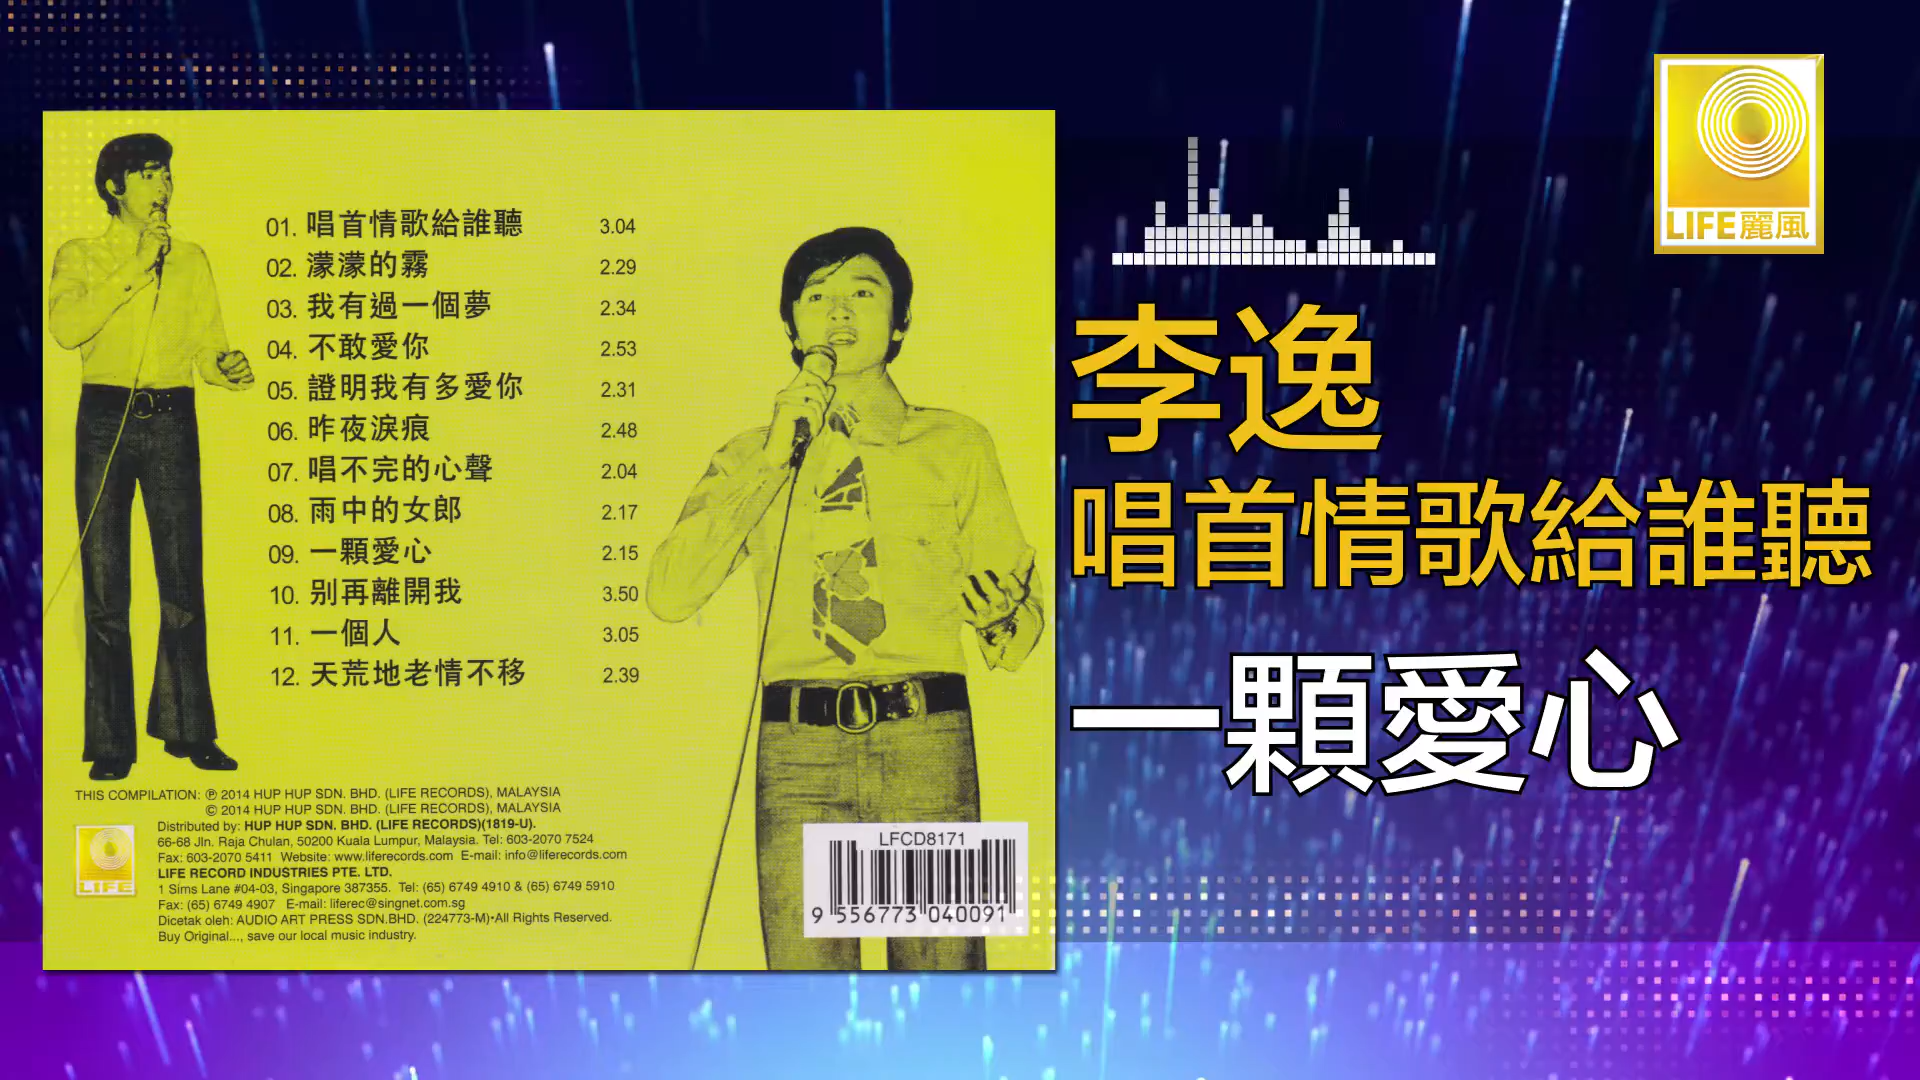 01. 唱首情歌給誰聽 3.04
02. 濛濛的霧 2.29
03. 我有過一個夢 2.34
04. 不敢愛你 2.53
05. 證明我有多愛你 2.31
06. 昨夜淚痕 2.48
07. 唱不完的心聲 2.04
08. 雨中的女郎 2.17
09. 一顆愛心 2.15
10. 別再離開我 3.50
11. 一個人 3.05
12. 天荒地老情不移 2.39
THIS COMPILATION: ℗ 2014 HUP HUP SDN. BHD. (LIFE RECORDS), MALAYSIA
© 2014 HUP HUP SDN. BHD. (LIFE RECORDS), MALAYSIA
Distributed by: HUP HUP SDN. BHD. (LIFE RECORDS)(1819-U).
66-68 Jln. Raja Chulan, 50200 Kuala Lumpur, Malaysia. Tel: 603-2070 7524
Fax: 603-2070 5411 Website: www.liferecords.com E-mail: info@liferecords.com
LIFE RECORD INDUSTRIES PTE. LTD.
1 Sims Lane #04-03, Singapore 387355. Tel: (65) 6749 4910 & (65) 6749 5910
Fax: (65) 6749 4907 E-mail: liferec@singnet.com.sg
Dicetak oleh: AUDIO ART PRESS SDN.BHD. (224773-M)•All Rights Reserved.
Buy Original..., save our local music industry.
LIFE
LFCD8171
9 556773 040091
LIFE麗風
李逸
唱首情歌給誰聽
一顆愛心